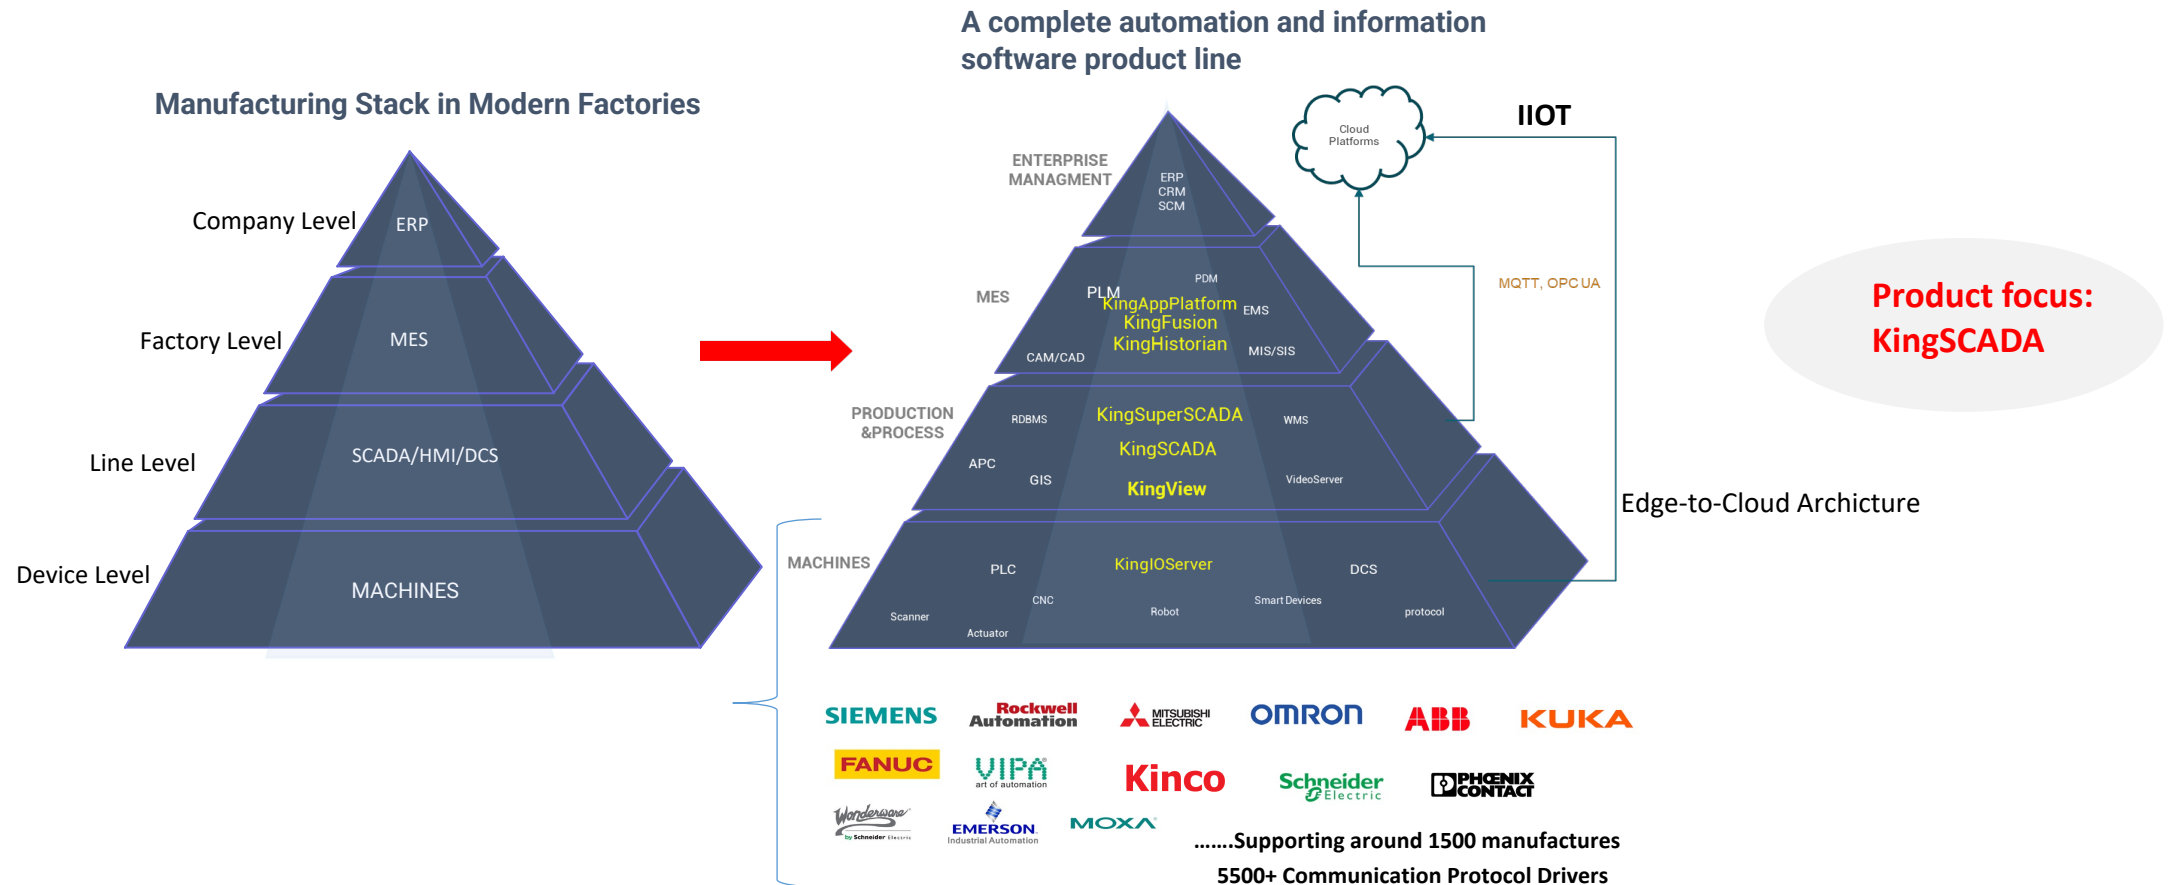 A complete automation and information
software product line
Manufacturing Stack in Modern Factories
Company Level
ERP
Factory Level
MES
Line Level
SCADA/HMI/DCS
Device Level
MACHINES
ENTERPRISE
MANAGMENT
ERP
CRM
SCM
Cloud
Platforms
IIOT
MES
PLM
PDM
KingAppPlatform
EMS
KingFusion
KingHistorian
CAM/CAD
MIS/SIS
MQTT, OPC UA
PRODUCTION
&PROCESS
RDBMS
KingSuperSCADA
WMS
KingSCADA
APC
GIS
KingView
VideoServer
Edge-to-Cloud Archicture
MACHINES
PLC
KingIOServer
DCS
CNC
Robot
Smart Devices
protocol
Scanner
Actuator
Product focus:
KingSCADA
SIEMENS
Rockwell
Automation
MITSUBISHI
ELECTRIC
OMRON
ABB
KUKA
FANUC
VIPA
art of automation
Kinco
Schneider
Electric
PHŒNIX
CONTACT
Wonderware
by Schneider Electric
EMERSON.
Industrial Automation
MOXA
.......Supporting around 1500 manufactures
5500+ Communication Protocol Drivers